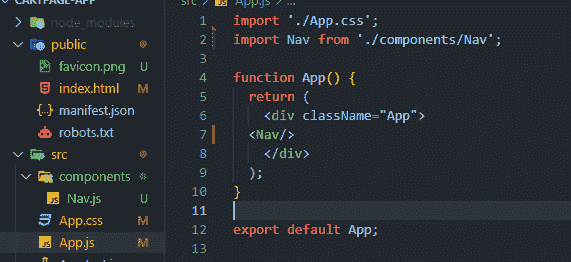 CARTPAGE-APP
node_modules
public
favicon.png U
index.html M
manifest.json
robots.txt
src
components
Nav.js U
App.css M
App.js M
src > App.js > ...
1 import './App.css';
2 import Nav from './components/Nav';
3
4 function App() {
5 return (
6 <div className="App">
7 <Nav/>
8 </div>
9 );
10 }
11
12 export default App;
13